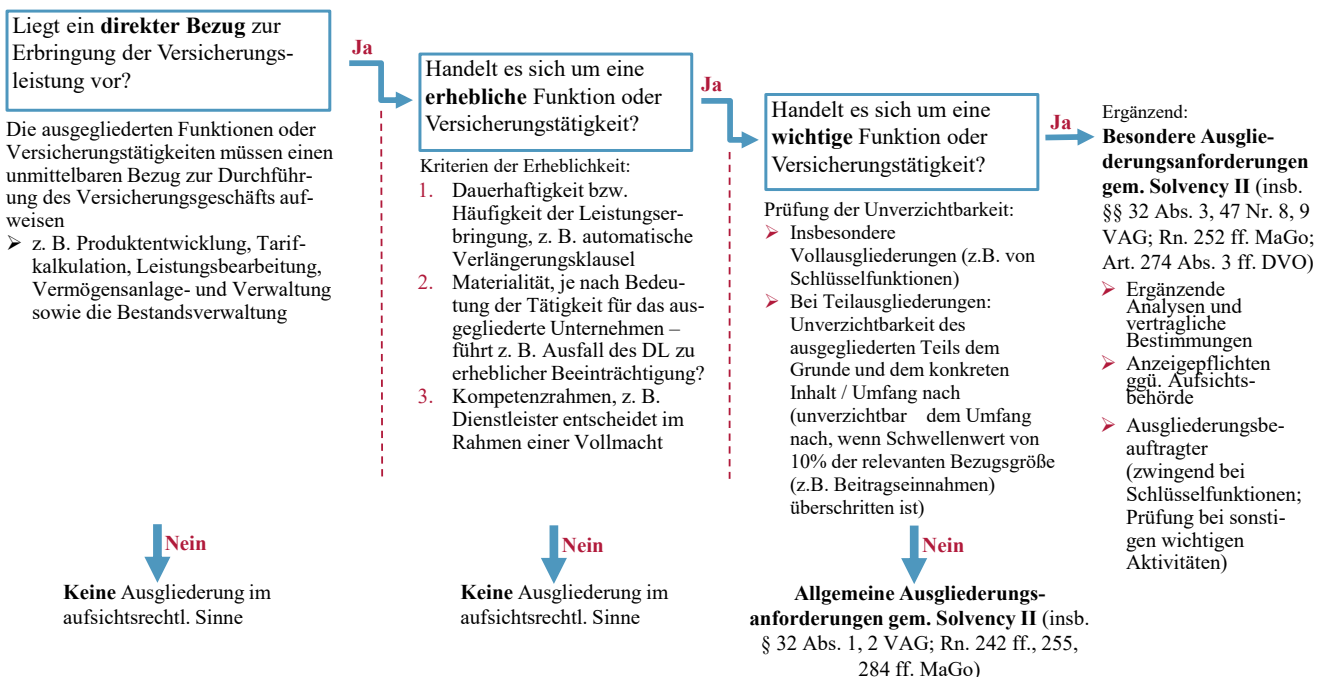 Liegt ein direkter Bezug zur
Erbringung der Versicherungs-
leistung vor?
Die ausgegliederten Funktionen oder
Versicherungstätigkeiten müssen einen
unmittelbaren Bezug zur Durchführ-
ung des Versicherungsgeschäfts auf-
weisen
➢ z. B. Produktentwicklung, Tarif-
kalkulation, Leistungsbearbeitung,
Vermögensanlage- und Verwaltung
sowie die Bestandsverwaltung
Nein
Keine Ausgliederung im
aufsichtsrechtl. Sinne
Ja
Handelt es sich um eine
erhebliche Funktion oder
Versicherungstätigkeit?
Kriterien der Erheblichkeit:
1. Dauerhaftigkeit bzw.
Häufigkeit der Leistungser-
bringung, z. B. automatische
Verlängerungsklausel
2. Materialität, je nach Bedeu-
tung der Tätigkeit für das aus-
gegliederte Unternehmen –
führt z. B. Ausfall des DL zu
erheblicher Beeinträchtigung?
3. Kompetenzrahmen, z. B.
Dienstleister entscheidet im
Rahmen einer Vollmacht
Nein
Keine Ausgliederung im
aufsichtsrechtl. Sinne
Ja
Handelt es sich um eine
wichtige Funktion oder
Versicherungstätigkeit?
Prüfung der Unverzichtbarkeit:
➢ Insbesondere
Vollausgliederungen (z.B. von
Schlüsselfunktionen)
➢ Bei Teilausgliederungen:
Unverzichtbarkeit des
ausgegliederten Teils dem
Grunde und dem konkreten
Inhalt / Umfang nach
(unverzichtbar dem Umfang
nach, wenn Schwellenwert von
10% der relevanten Bezugsgröße
(z.B. Beitragseinnahmen)
überschritten ist)
Nein
Allgemeine Ausgliederungs-
anforderungen gem. Solvency II (insb.
§ 32 Abs. 1, 2 VAG; Rn. 242 ff., 255,
284 ff. MaGo)
Ja
Ergänzend:
Besondere Ausglie-
derungsanforderungen
gem. Solvency II (insb.
§§ 32 Abs. 3, 47 Nr. 8, 9
VAG; Rn. 252 ff. MaGo;
Art. 274 Abs. 3 ff. DVO)
➢ Ergänzende
Analysen und
vertragliche
Bestimmungen
➢ Anzeigepflichten
ggü. Aufsichts-
behörde
➢ Ausgliederungsbe-
auftragter
(zwingend bei
Schlüsselfunktionen;
Prüfung bei sonsti-
gen wichtigen
Aktivitäten)